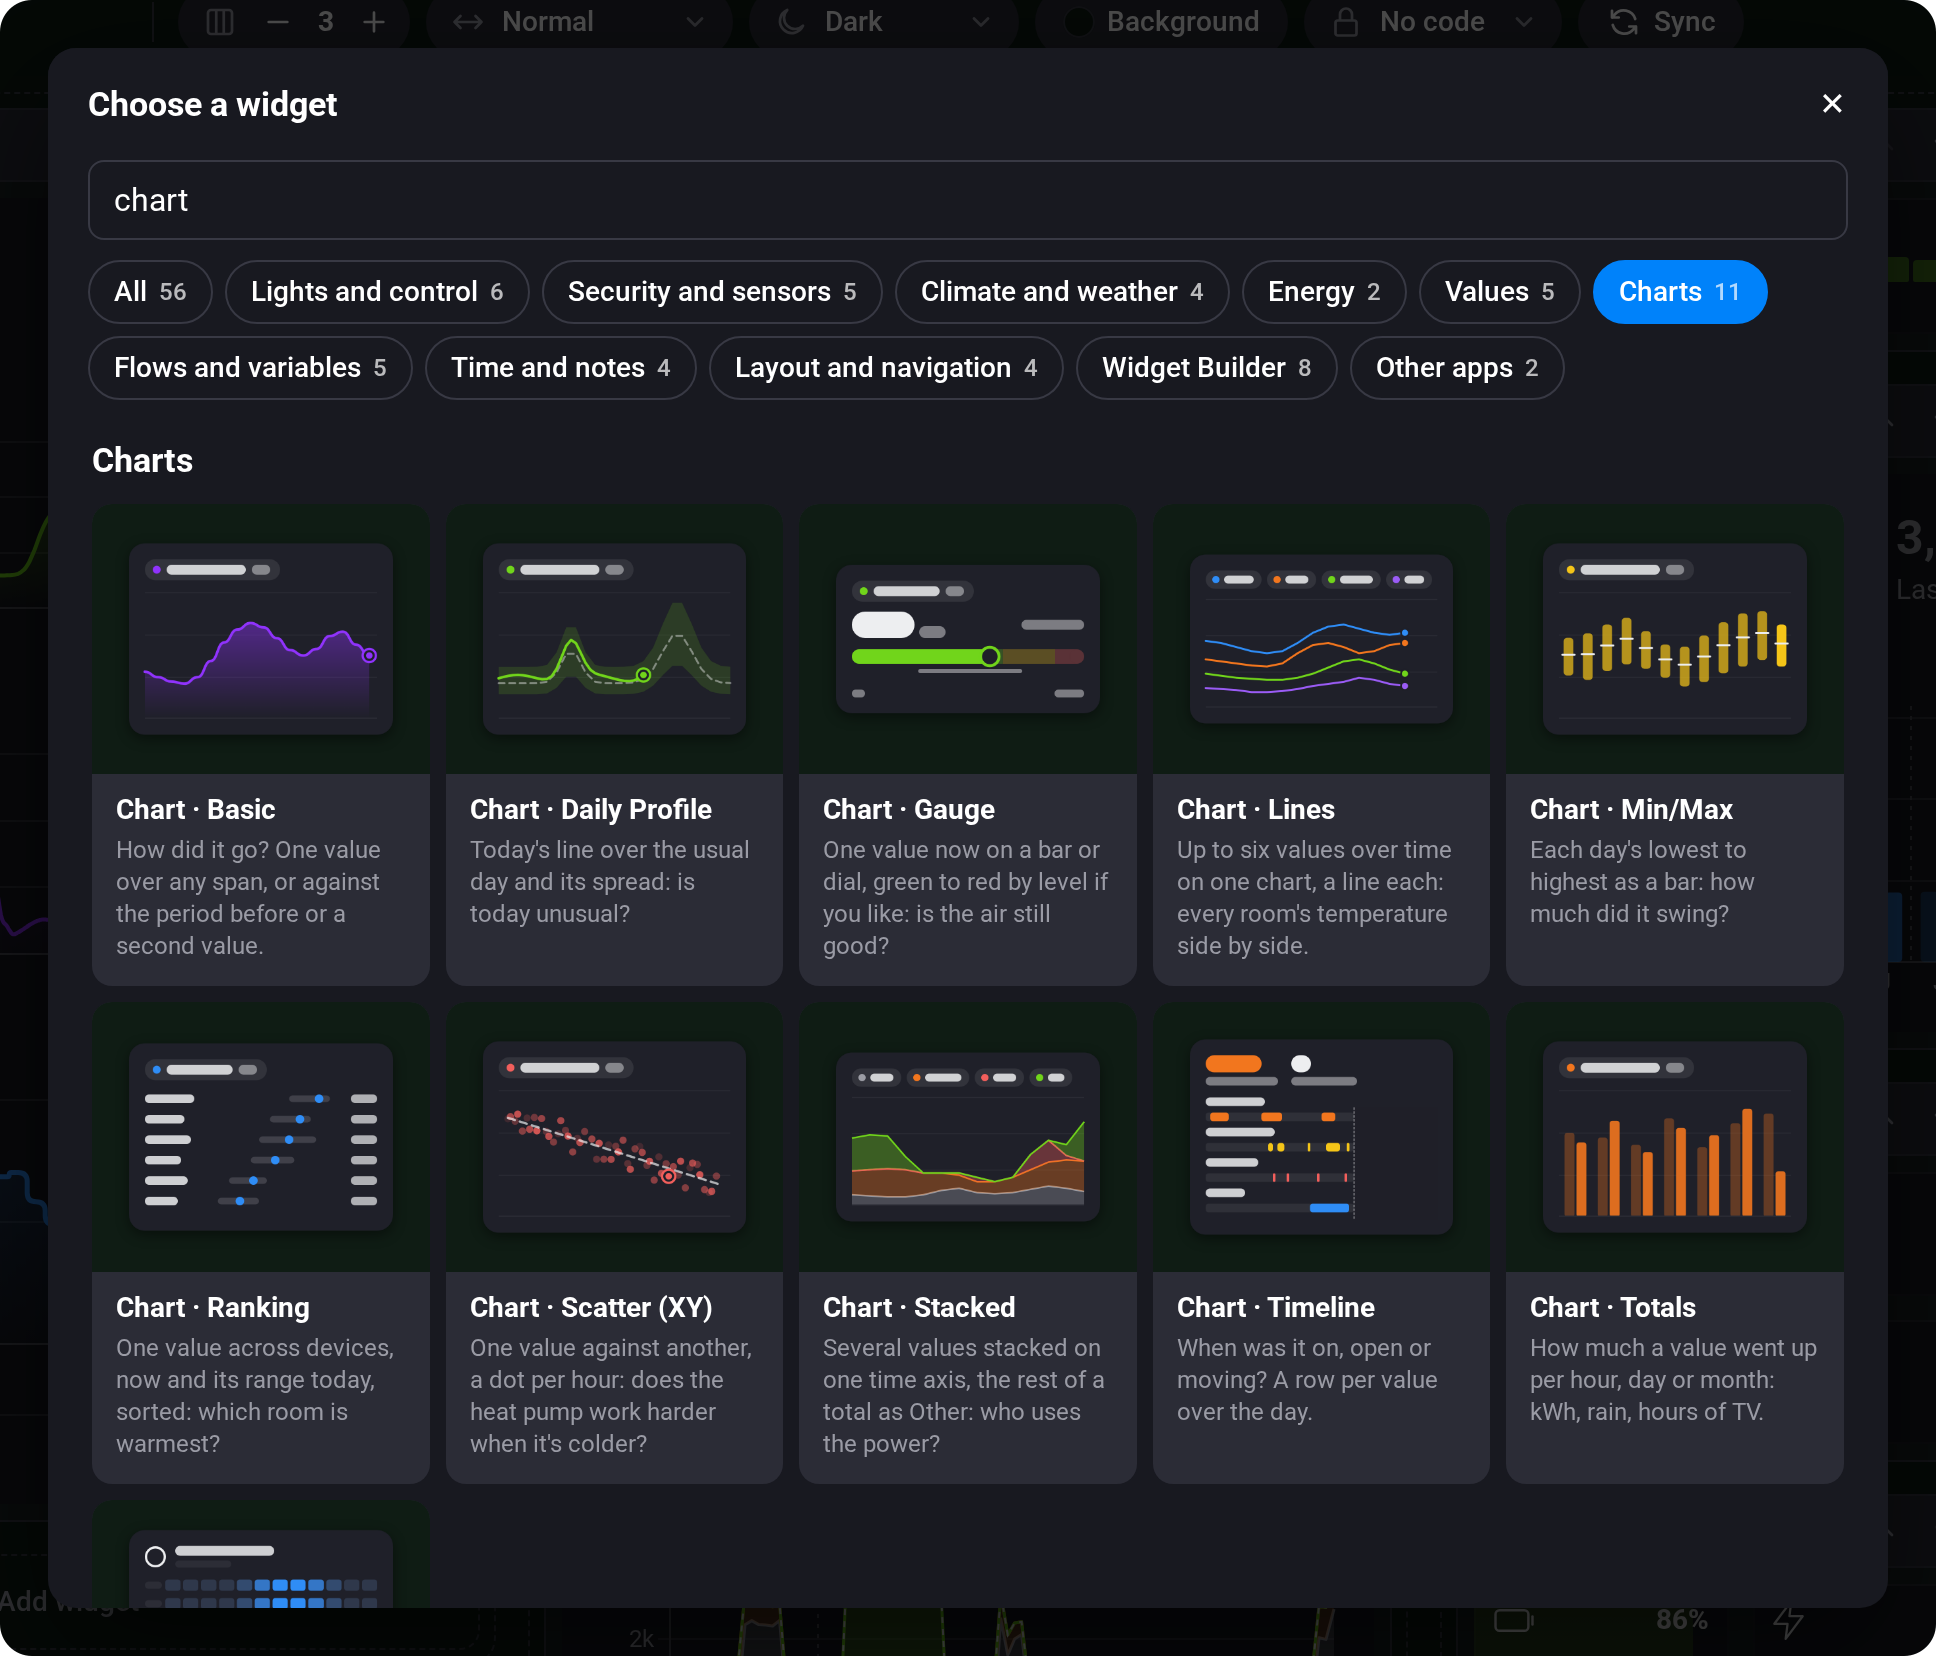 3
Normal
Dark
Background
No code
Sync
Choose a widget
chart
All 56
Lights and control 6
Security and sensors 5
Climate and weather 4
Energy 2
Values 5
Charts 11
Flows and variables 5
Time and notes 4
Layout and navigation 4
Widget Builder 8
Other apps 2
Charts
Chart · Basic
How did it go? One value
over any span, or against
the period before or a
second value.
Chart · Daily Profile
Today's line over the usual
day and its spread: is
today unusual?
Chart · Gauge
One value now on a bar or
dial, green to red by level if
you like: is the air still
good?
Chart · Lines
Up to six values over time
on one chart, a line each:
every room's temperature
side by side.
Chart · Min/Max
Each day's lowest to
highest as a bar: how
much did it swing?
3,
Las
Chart · Ranking
One value across devices,
now and its range today,
sorted: which room is
warmest?
Chart · Scatter (XY)
One value against another,
a dot per hour: does the
heat pump work harder
when it's colder?
Chart · Stacked
Several values stacked on
one time axis, the rest of a
total as Other: who uses
the power?
Chart · Timeline
When was it on, open or
moving? A row per value
over the day.
Chart · Totals
How much a value went up
per hour, day or month:
kWh, rain, hours of TV.
Add widget
2k
86%